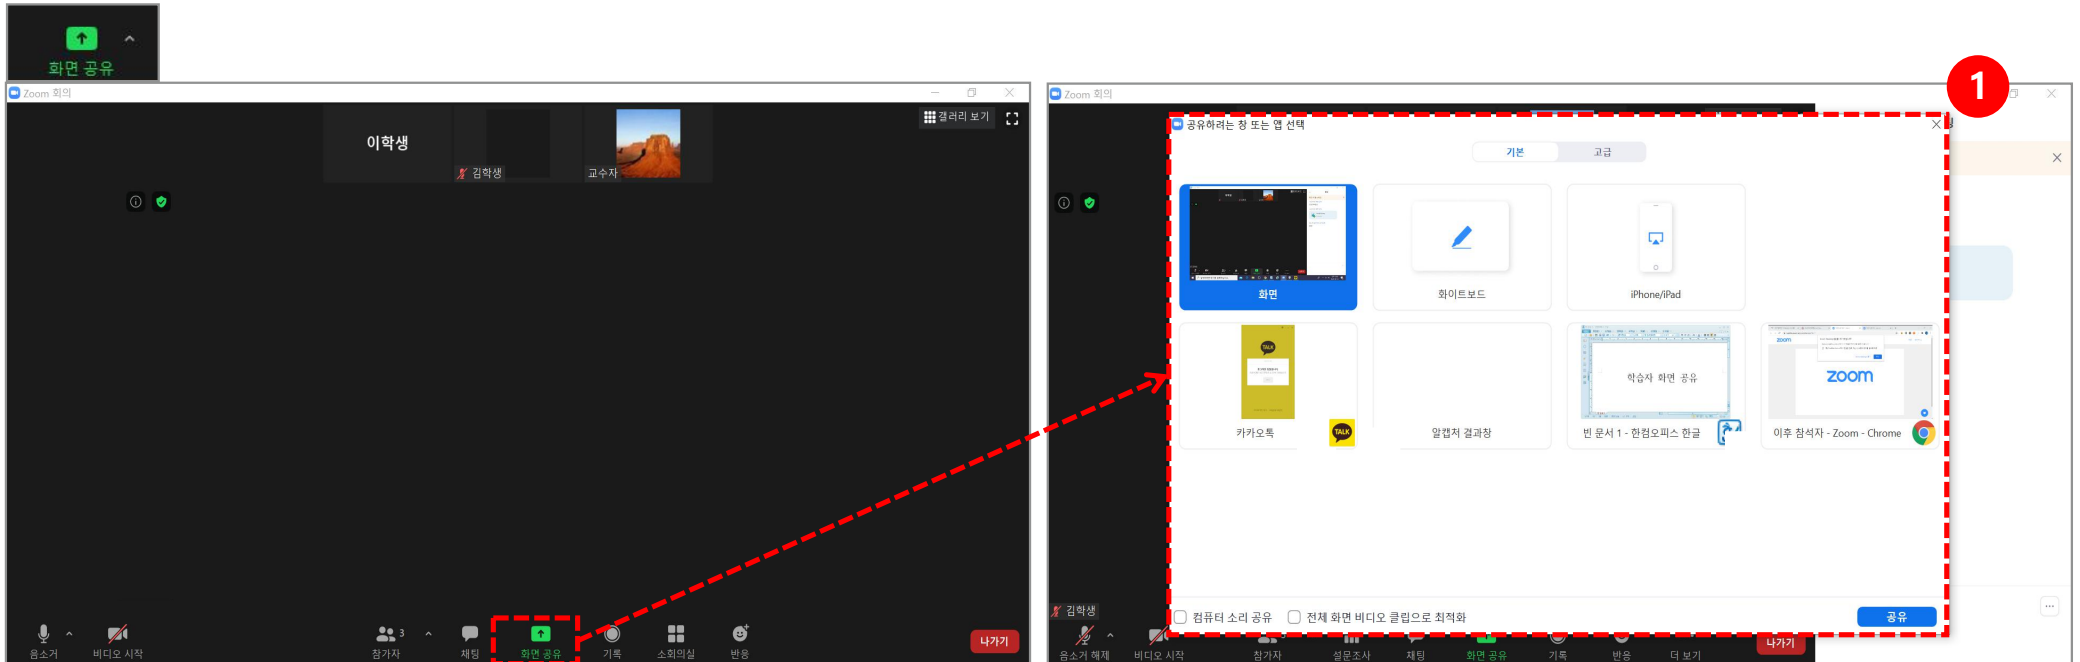 화면 공유
Zoom 회의
갤러리 보기
이학생
김학생
교수자
음소거
비디오 시작
3
참가자
채팅
화면 공유
기록
소회의실
반응
나가기
1
Zoom 회의
공유하려는 창 또는 앱 선택
기본
고급
화면
화이트보드
iPhone/iPad
TALK
학습자 화면 공유
zoom
zoom
카카오톡
TALK
알캡처 결과창
빈 문서 1 - 한컴오피스 한글
이후 참석자 - Zoom - Chrome
김학생
컴퓨터 소리 공유
전체 화면 비디오 클립으로 최적화
공유
음소거 해제
비디오 시작
참가자
설문조사
채팅
화면 공유
기록
반응
더 보기
나가기